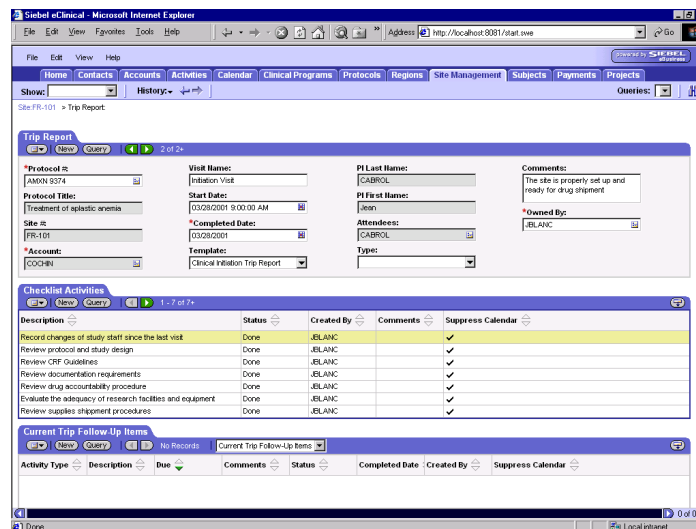 Siebel eClinical - Microsoft Internet Explorer
File Edit View Favorites Tools Help
Address http://localhost:8081/start.swe Go
File Edit View Help
powered by SIEBEL eBusiness
Home Contacts Accounts Activities Calendar Clinical Programs Protocols Regions Site Management Subjects Payments Projects
Show: History: Queries:
Site:FR-101 > Trip Report:
Trip Report
New Query 2 of 2+
*Protocol #: Visit Name: PI Last Name: Comments:
AMXN 9374 Initiation Visit CABROL The site is properly set up and
ready for drug shipment
Protocol Title: Start Date: PI First Name:
Treatment of aplastic anemia 03/28/2001 9:00:00 AM Jean *Owned By:
Site #: *Completed Date: Attendees: JBLANC
FR-101 03/28/2001 CABROL
*Account: Template: Type:
COCHIN Clinical Initiation Trip Report
Checklist Activities
New Query 1 - 7 of 7+
Description Status Created By Comments Suppress Calendar
Record changes of study staff since the last visit Done JBLANC
Review protocol and study design Done JBLANC
Review CRF Guidelines Done JBLANC
Review documentation requirements Done JBLANC
Review drug accountability procedure Done JBLANC
Evaluate the adequacy of research facilities and equipment Done JBLANC
Review supplies shippment procedures Done JBLANC
Current Trip Follow-Up Items
New Query No Records Current Trip Follow-Up Items
Activity Type Description Due Comments Status Completed Date Created By Suppress Calendar
0 of 0
Done Local intranet